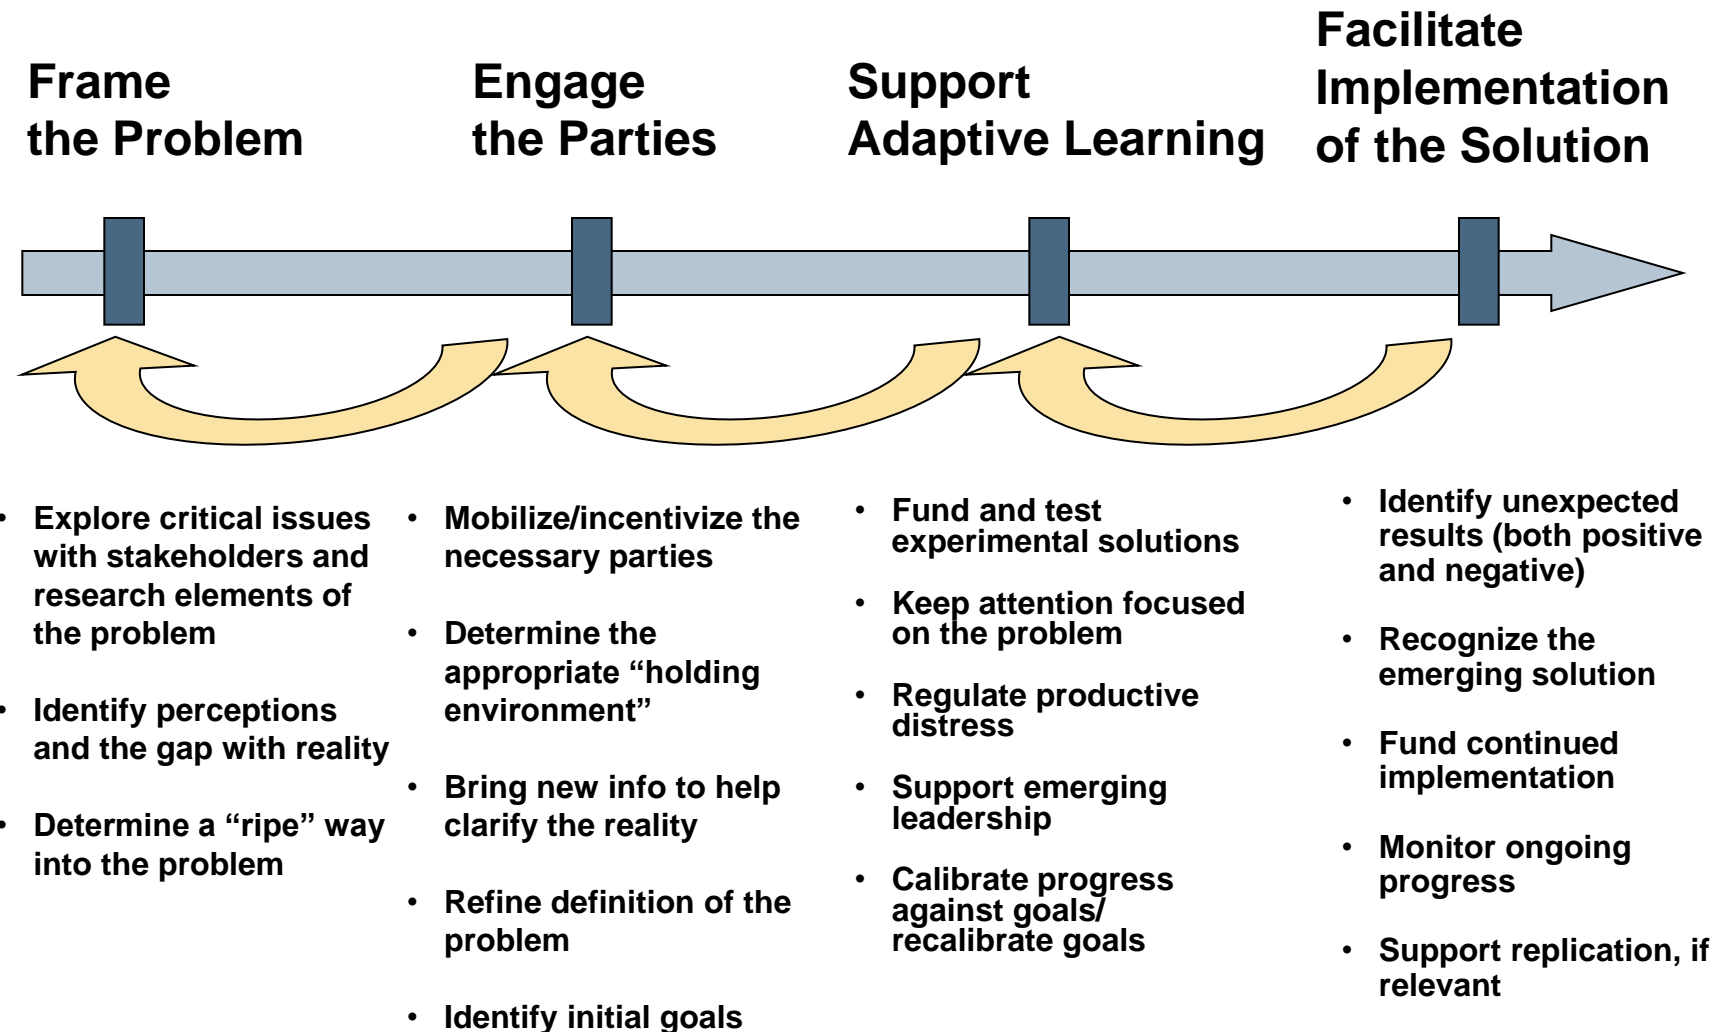 Frame
the Problem
Engage
the Parties
Support
Adaptive Learning
Facilitate
Implementation
of the Solution
• Explore critical issues
with stakeholders and
research elements of
the problem
• Identify perceptions
and the gap with reality
• Determine a “ripe” way
into the problem
• Mobilize/incentivize the
necessary parties
• Determine the
appropriate “holding
environment”
• Bring new info to help
clarify the reality
• Refine definition of the
problem
• Identify initial goals
• Fund and test
experimental solutions
• Keep attention focused
on the problem
• Regulate productive
distress
• Support emerging
leadership
• Calibrate progress
against goals/
recalibrate goals
• Identify unexpected
results (both positive
and negative)
• Recognize the
emerging solution
• Fund continued
implementation
• Monitor ongoing
progress
• Support replication, if
relevant